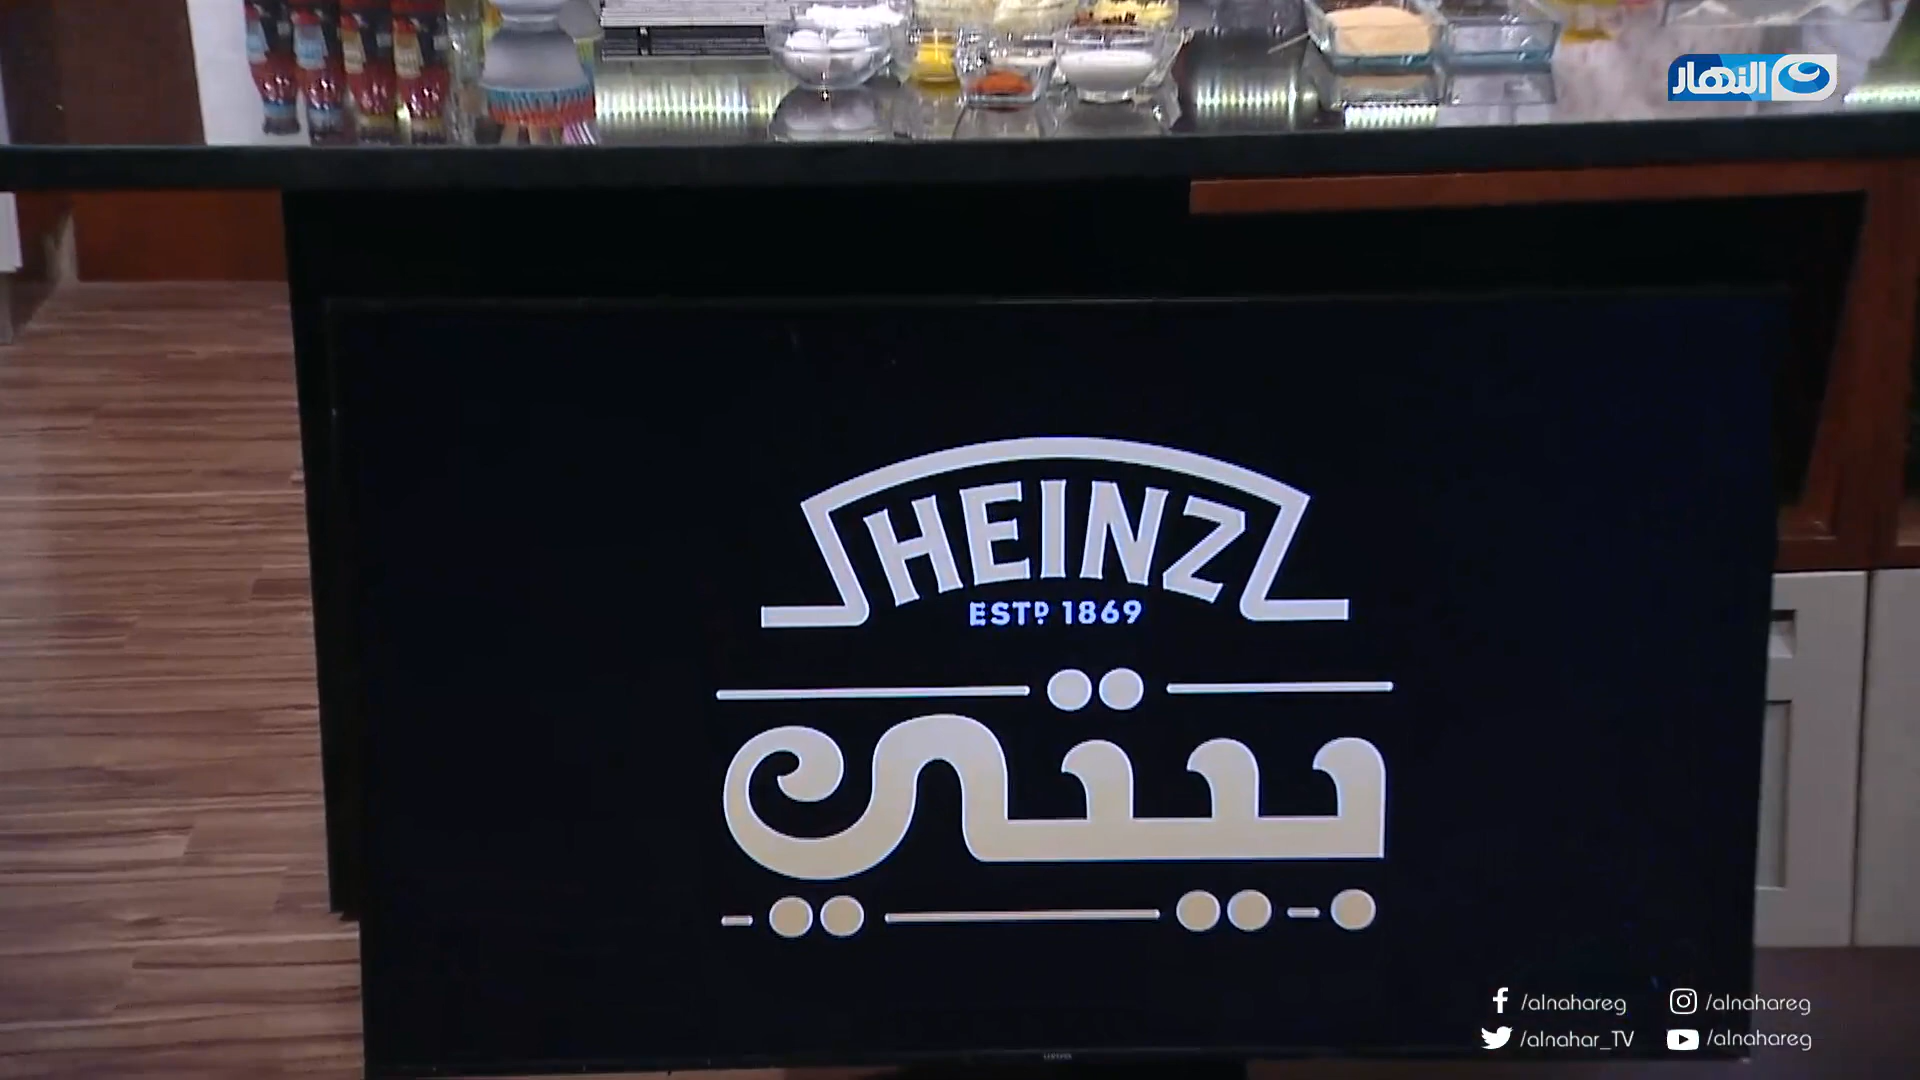 النهار
HEINZ
ESTD 1869
بيتي
/alnahareg
/alnahareg
/alnahar_TV
/alnahareg